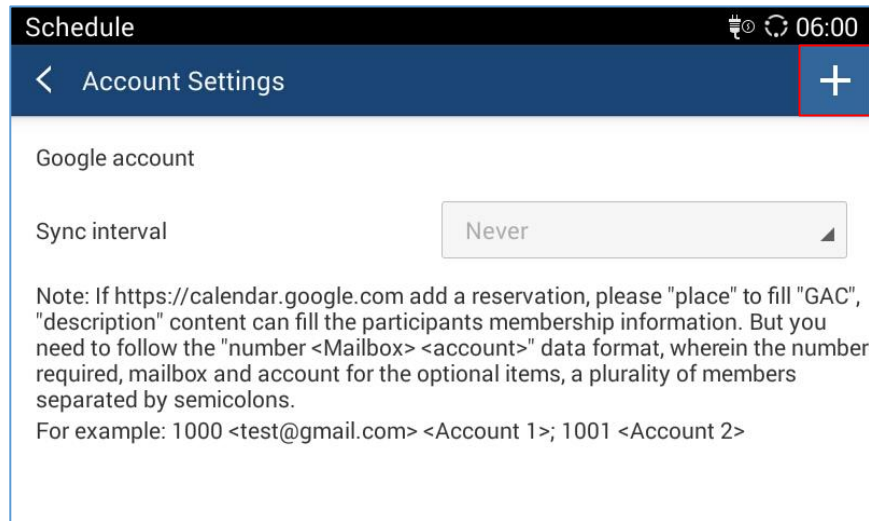 Schedule 06:00
Account Settings
Google account
Sync interval Never
Note: If https://calendar.google.com add a reservation, please "place" to fill "GAC",
"description" content can fill the participants membership information. But you
need to follow the "number <Mailbox> <account>" data format, wherein the number
required, mailbox and account for the optional items, a plurality of members
separated by semicolons.
For example: 1000 <test@gmail.com> <Account 1>; 1001 <Account 2>